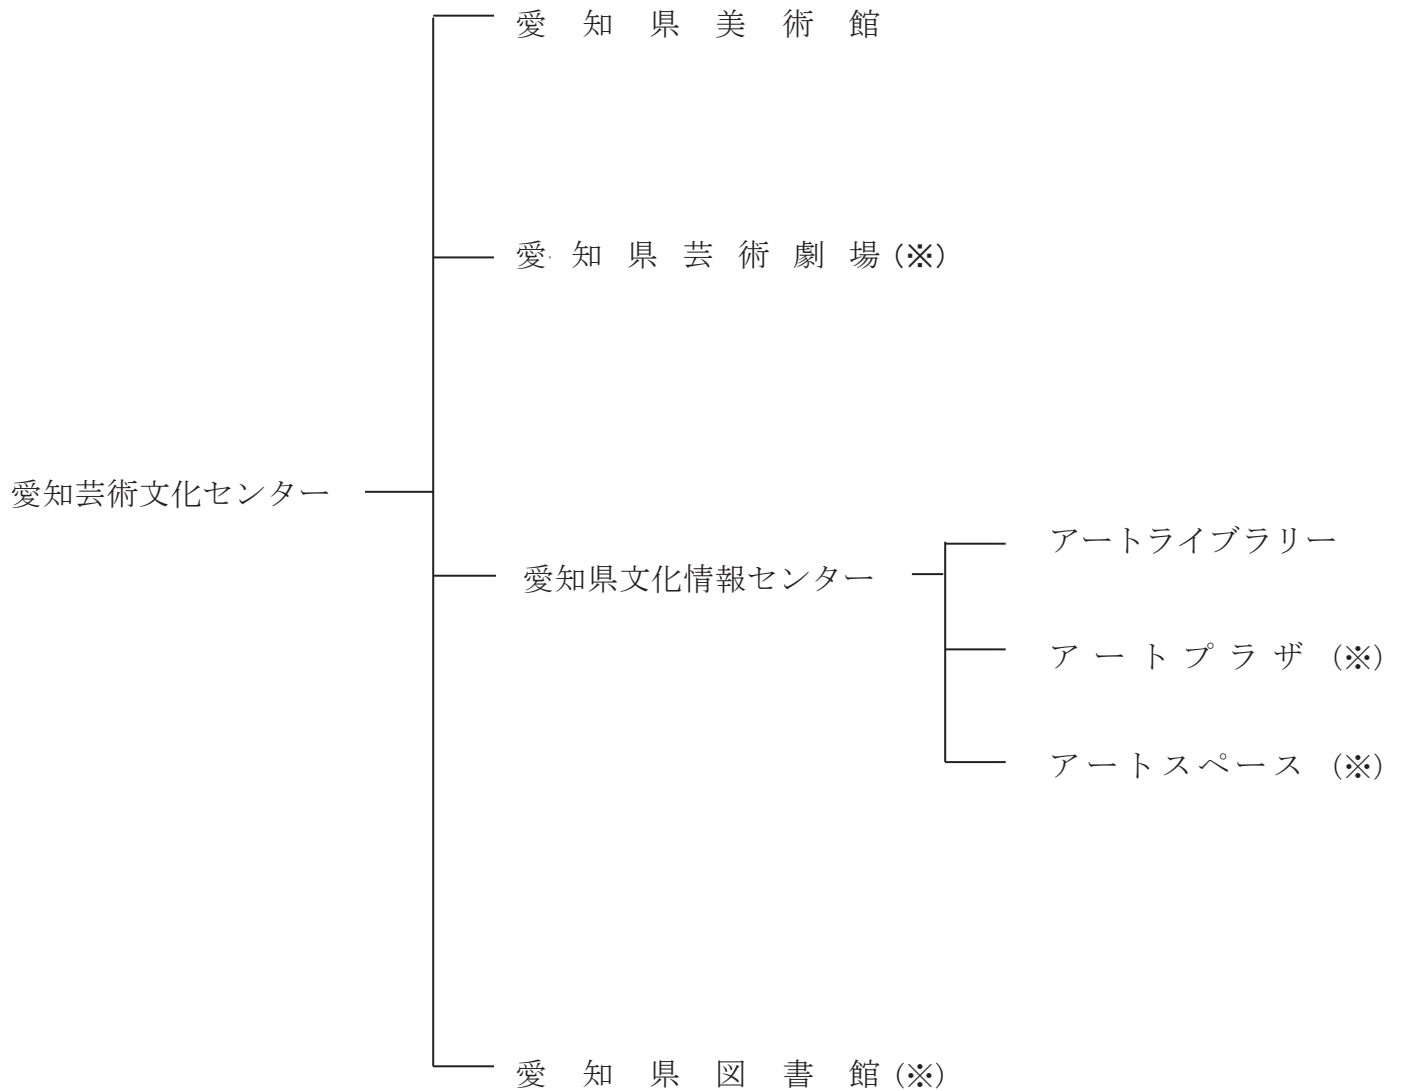 愛知県美術館
愛知県芸術劇場(※)
愛知芸術文化センター
愛知県文化情報センター
アートライブラリー
アートプラザ(※)
アートスペース(※)
愛知県図書館(※)